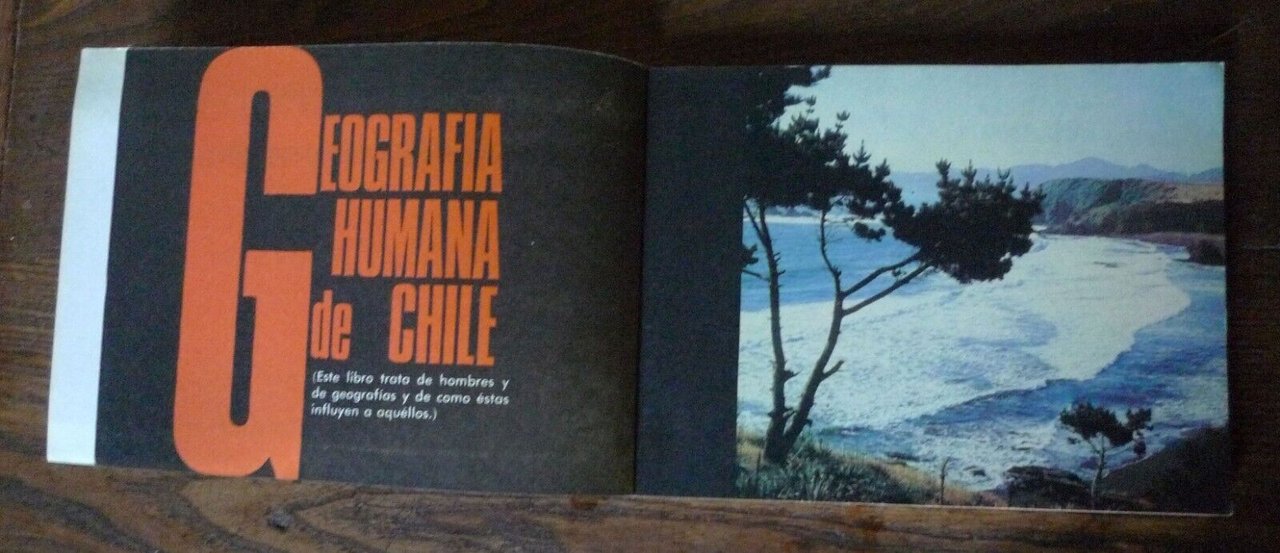 GEOGRAFIA
HUMANA
de CHILE
(Este libro trata de hombres y
de geografías y de como éstas
influyen a aquéllos.)